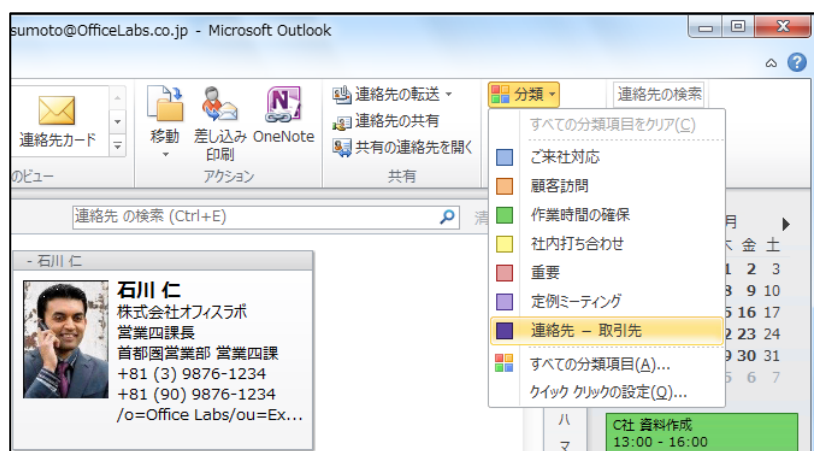 sumoto@OfficeLabs.co.jp - Microsoft Outlook
連絡先カード
移動
差し込み
印刷
OneNote
連絡先の転送
連絡先の共有
共有の連絡先を開く
分類
連絡先の検索
のビュー
アクション
共有
すべての分類項目をクリア(C)
ご来社対応
顧客訪問
作業時間の確保
社内打ち合わせ
重要
定例ミーティング
連絡先 － 取引先
すべての分類項目(A)...
クイック クリックの設定(Q)...
連絡先 の検索 (Ctrl+E)
- 石川 仁
石川 仁
株式会社オフィスラボ
営業四課長
首都圏営業部 営業四課
+81 (3) 9876-1234
+81 (90) 9876-1234
/o=Office Labs/ou=Ex...
月
金 土
1 2 3
9 10
16 17
23 24
30 31
5 6 7
ハ
マ
C社 資料作成
13:00 - 16:00